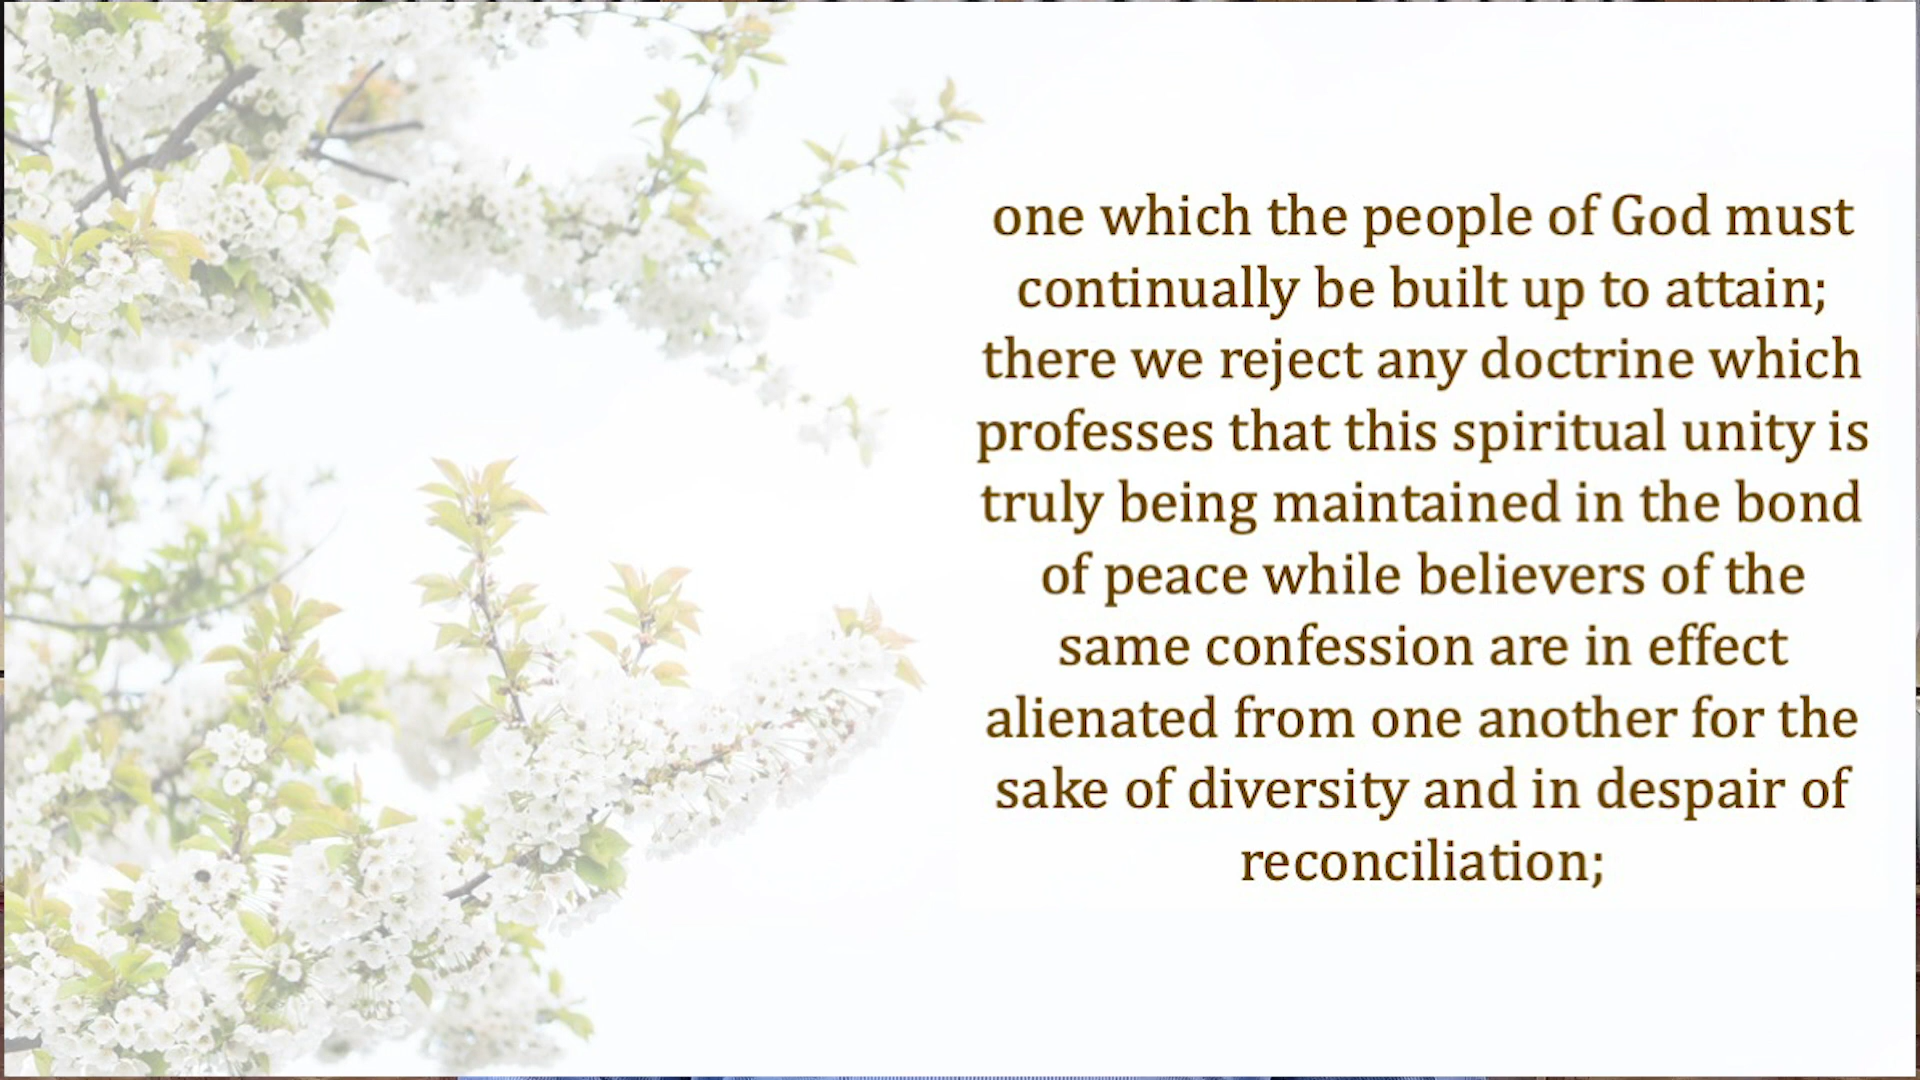 one which the people of God must
continually be built up to attain;
there we reject any doctrine which
professes that this spiritual unity is
truly being maintained in the bond
of peace while believers of the
same confession are in effect
alienated from one another for the
sake of diversity and in despair of
reconciliation;